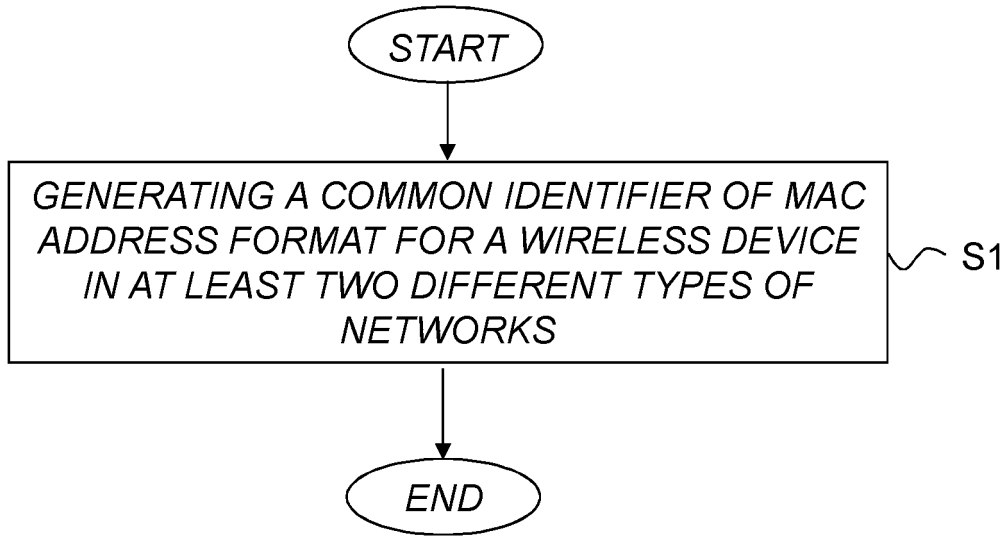 START
GENERATING A COMMON IDENTIFIER OF MAC
ADDRESS FORMAT FOR A WIRELESS DEVICE
IN AT LEAST TWO DIFFERENT TYPES OF
NETWORKS
S1
END